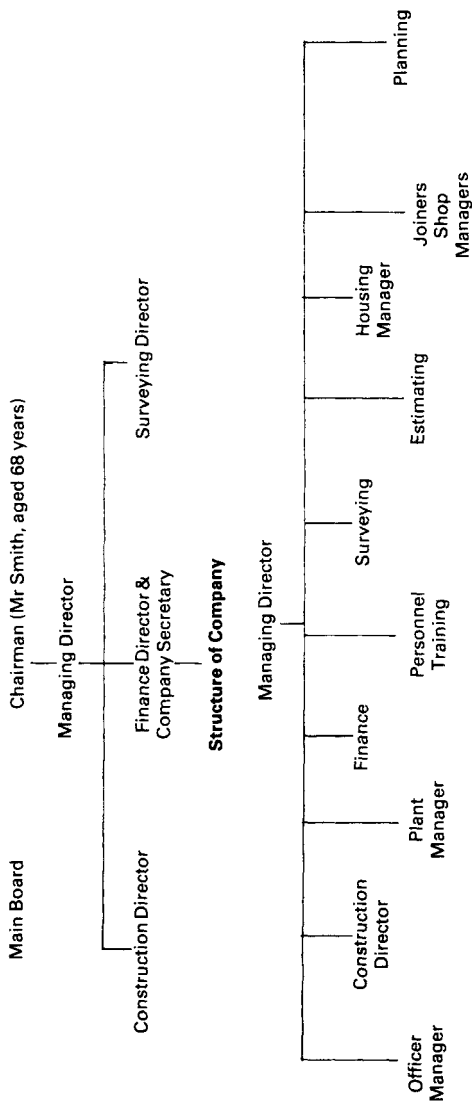 Main Board
Chairman (Mr Smith, aged 68 years)
Managing Director
Construction Director
Finance Director &
Company Secretary
Surveying Director
Structure of Company
Managing Director
Officer
Manager
Construction
Director
Plant
Manager
Finance
Personnel
Training
Surveying
Estimating
Housing
Manager
Joiners
Shop
Managers
Planning